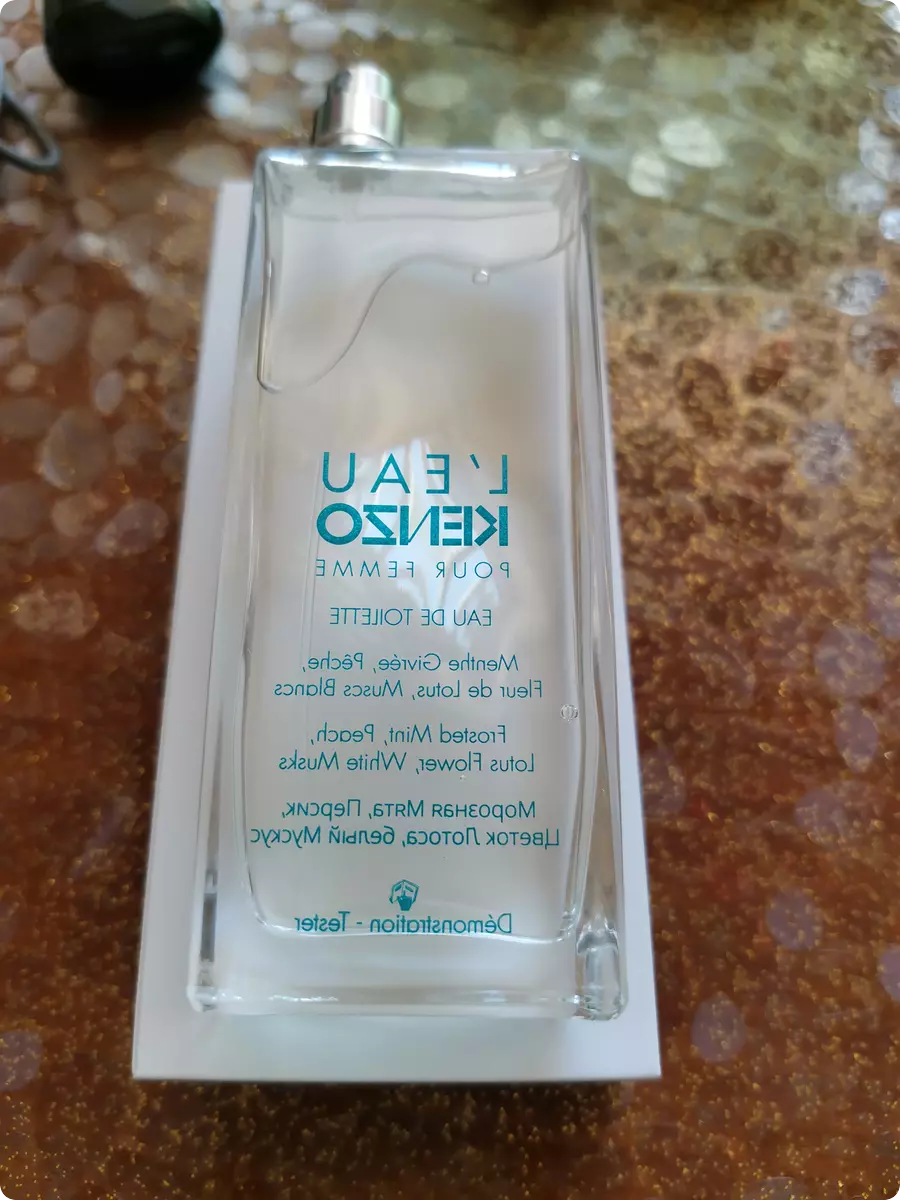 L'EAU
KENZO
POUR FEMME
EAU DE TOILETTE
Menthe Givrée, Pêche,
Fleur de Lotus, Muscs Blancs
Frosted Mint, Peach,
Lotus Flower, White Musks
Морозная Мята, Персик,
Цветок Лотоса, белый Мускус
Démonstration - Tester